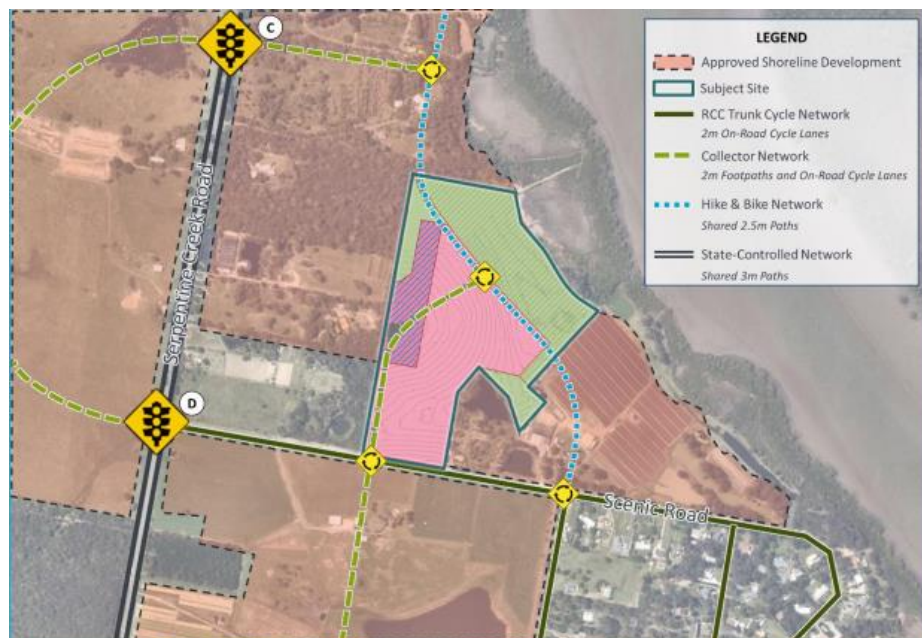 C
LEGEND
Approved Shoreline Development
Subject Site
RCC Trunk Cycle Network
2m On-Road Cycle Lanes
Collector Network
2m Footpaths and On-Road Cycle Lanes
Hike & Bike Network
Shared 2.5m Paths
State-Controlled Network
Shared 3m Paths
Serpentine Creek Road
D
Scenic Road